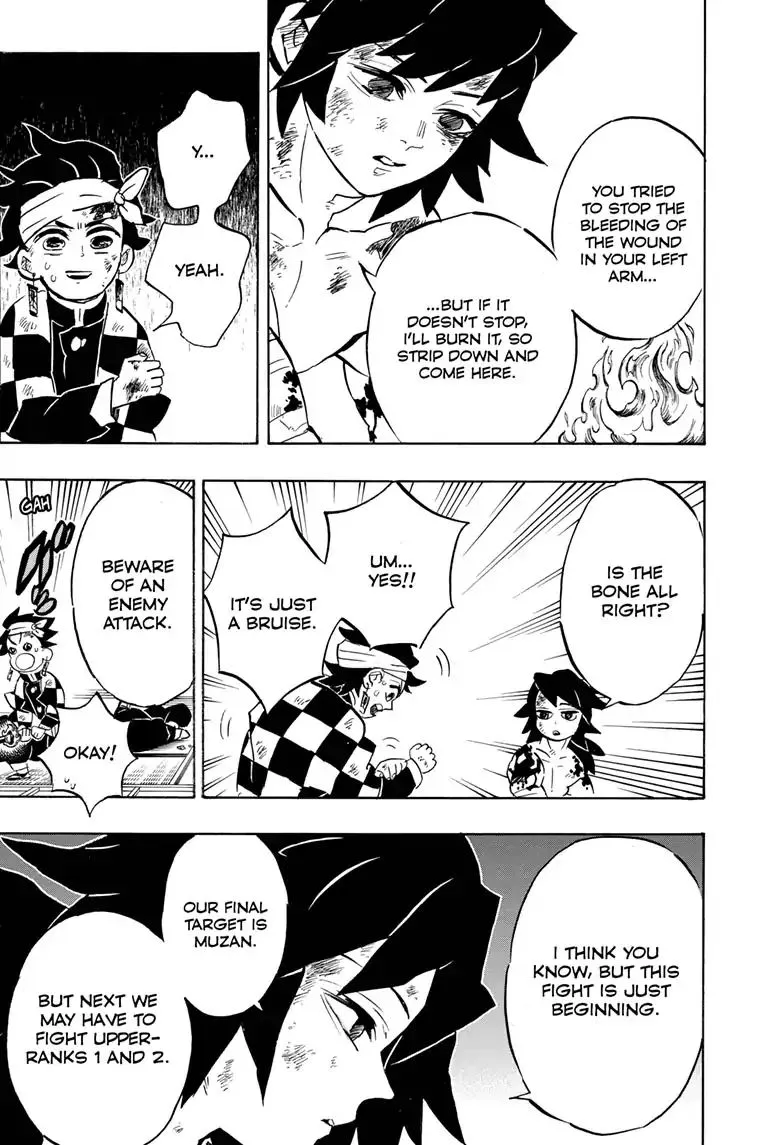 YOU TRIED
TO STOP THE
BLEEDING OF
THE WOUND
IN YOUR LEFT
ARM...
...BUT IF IT
DOESN'T STOP,
I'LL BURN IT, SO
STRIP DOWN AND
COME HERE.
Y...
YEAH.
IS THE
BONE ALL
RIGHT?
UM...
YES!!
IT'S JUST
A BRUISE.
BEWARE
OF AN
ENEMY
ATTACK.
GAH
OKAY!
I THINK YOU
KNOW, BUT THIS
FIGHT IS JUST
BEGINNING.
OUR FINAL
TARGET IS
MUZAN.
BUT NEXT WE
MAY HAVE TO
FIGHT UPPER-
RANKS 1 AND 2.